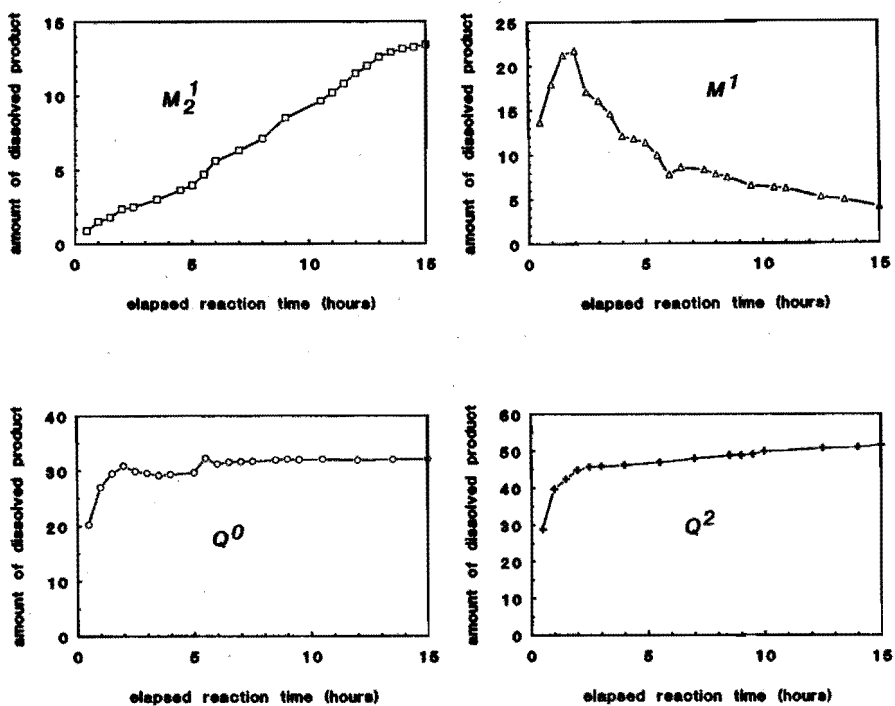 amount of dissolved product
15
10
5
0
M₂¹
0 5 10 15
elapsed reaction time (hours)
amount of dissolved product
25
20
15
10
5
0
M¹
0 5 10 15
elapsed reaction time (hours)
amount of dissolved product
40
30
20
10
0
Q⁰
0 5 10 15
elapsed reaction time (hours)
amount of dissolved product
60
50
40
30
20
10
0
Q²
0 5 10 15
elapsed reaction time (hours)